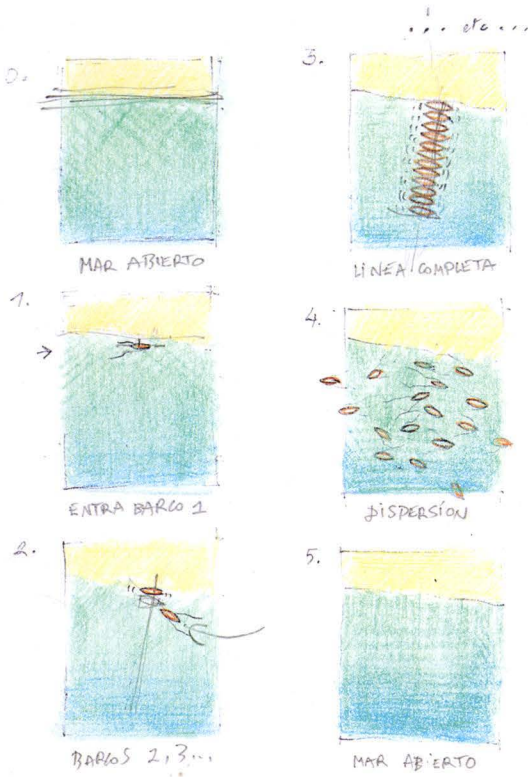 0.
MAR ABIERTO
1.
ENTRA BARCO 1
2.
BARCOS 2, 3...
... etc ...
3.
LINEA COMPLETA
4.
DISPERSIÓN
5.
MAR ABIERTO